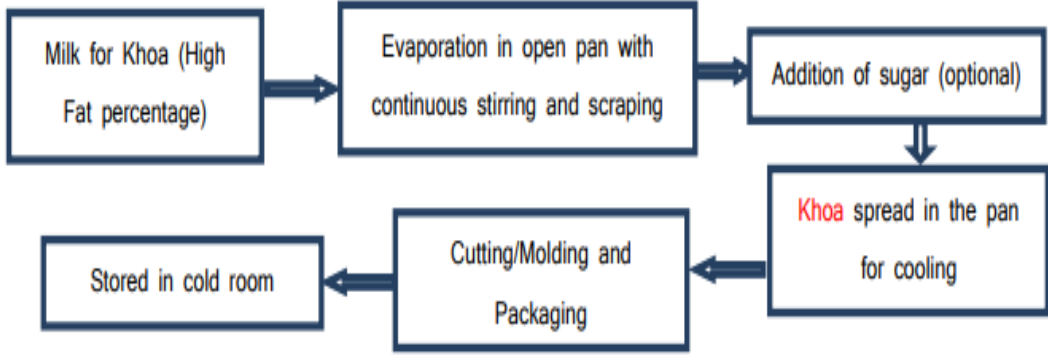 Milk for Khoa (High
Fat percentage)
Evaporation in open pan with
continuous stirring and scraping
Addition of sugar (optional)
Khoa spread in the pan
for cooling
Cutting/Molding and
Packaging
Stored in cold room